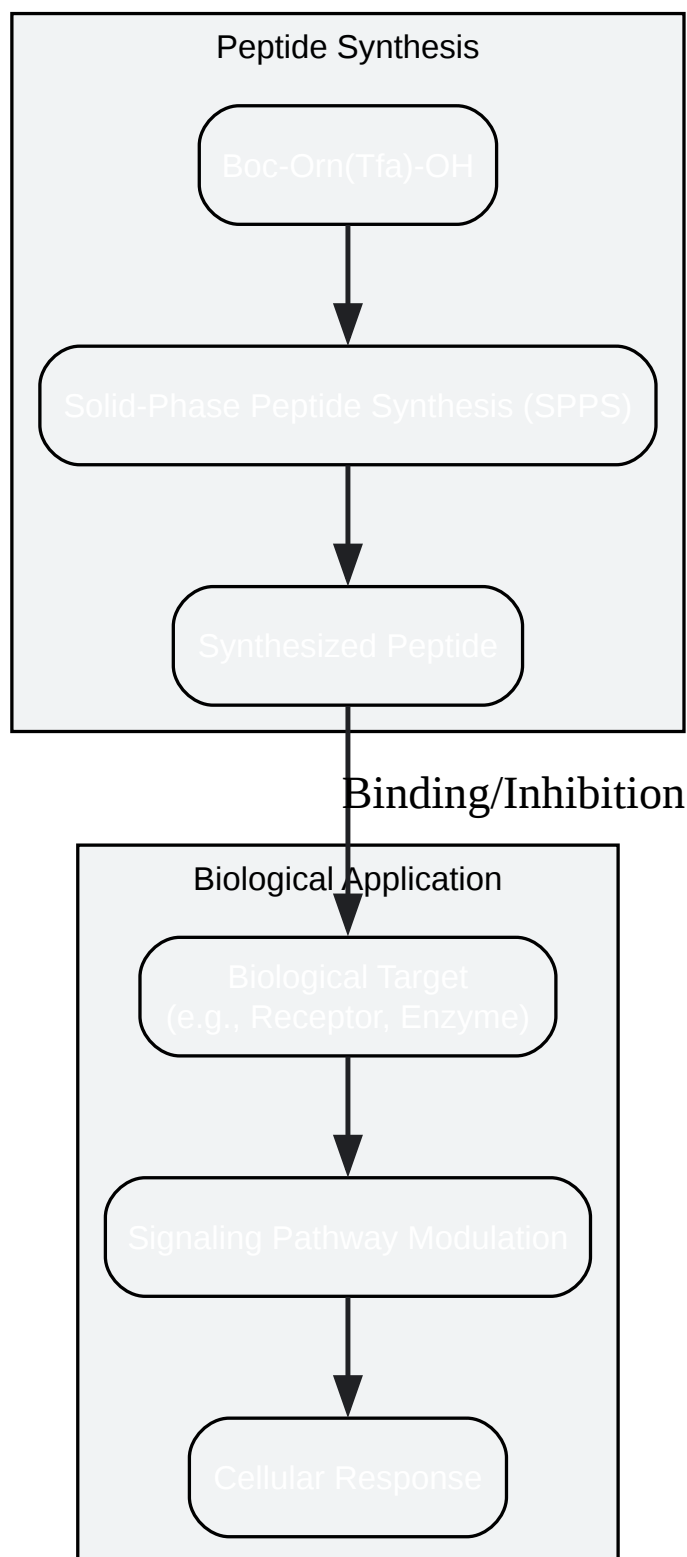 Peptide Synthesis
Boc-Orn(Tfa)-OH
Solid-Phase Peptide Synthesis (SPPS)
Synthesized Peptide
Binding/Inhibition
Biological Application
Biological Target
(e.g., Receptor, Enzyme)
Signaling Pathway Modulation
Cellular Response